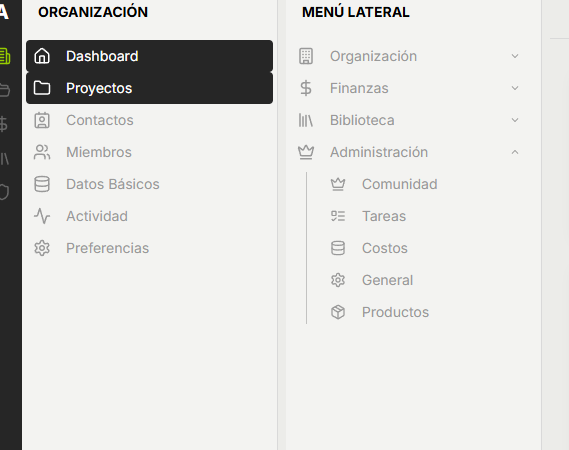 A
ORGANIZACIÓN
Dashboard
Proyectos
Contactos
Miembros
Datos Básicos
Actividad
Preferencias
MENÚ LATERAL
Organización
Finanzas
Biblioteca
Administración
Comunidad
Tareas
Costos
General
Productos